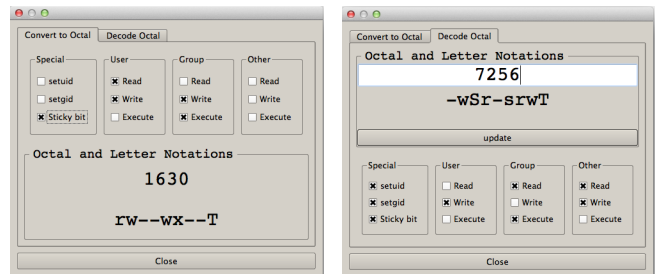 Convert to Octal Decode Octal
Special User Group Other
setuid Read Read Read
setgid Write Write Write
Sticky bit Execute Execute Execute
Octal and Letter Notations
1630
rw--wx--T
Close
Convert to Octal Decode Octal
Octal and Letter Notations
7256
-wSr-srwT
update
Special User Group Other
setuid Read Read Read
setgid Write Write Write
Sticky bit Execute Execute Execute
Close